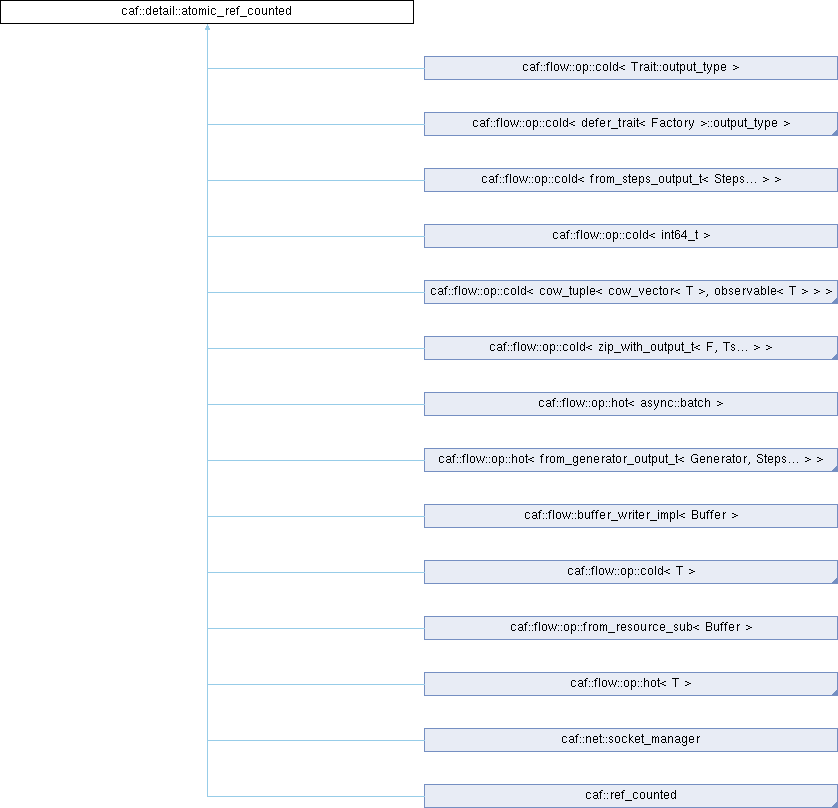 caf::detail::atomic_ref_counted
caf::flow::op::cold< Trait::output_type >
caf::flow::op::cold< defer_trait< Factory >::output_type >
caf::flow::op::cold< from_steps_output_t< Steps... > >
caf::flow::op::cold< int64_t >
caf::flow::op::cold< cow_tuple< cow_vector< T >, observable< T > > >
caf::flow::op::cold< zip_with_output_t< F, Ts... > >
caf::flow::op::hot< async::batch >
caf::flow::op::hot< from_generator_output_t< Generator, Steps... > >
caf::flow::buffer_writer_impl< Buffer >
caf::flow::op::cold< T >
caf::flow::op::from_resource_sub< Buffer >
caf::flow::op::hot< T >
caf::net::socket_manager
caf::ref_counted